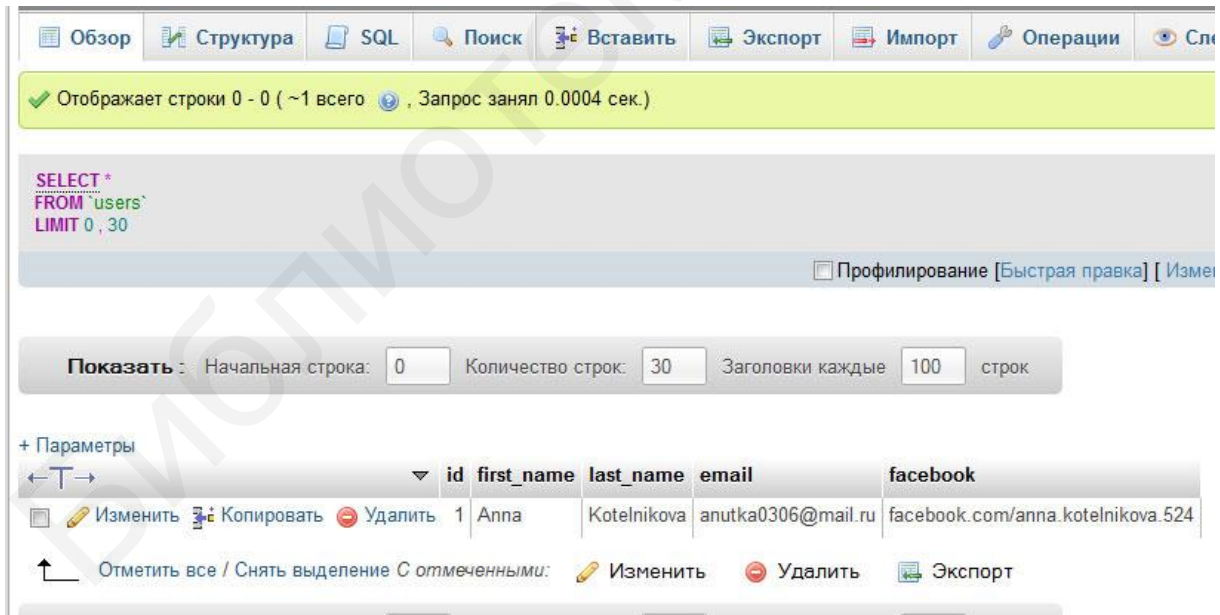 Обзор Структура SQL Поиск Вставить Экспорт Импорт Операции Сле
Отображает строки 0 - 0 ( ~1 всего , Запрос занял 0.0004 сек.)
SELECT *
FROM `users`
LIMIT 0 , 30
Профилирование [Быстрая правка] [ Измен
Показать : Начальная строка: 0 Количество строк: 30 Заголовки каждые 100 строк
+ Параметры
←T→ id first_name last_name email facebook
Изменить Копировать Удалить 1 Anna Kotelnikova anutka0306@mail.ru facebook.com/anna.kotelnikova.524
Отметить все / Снять выделение С отмеченными: Изменить Удалить Экспорт
Библиотек